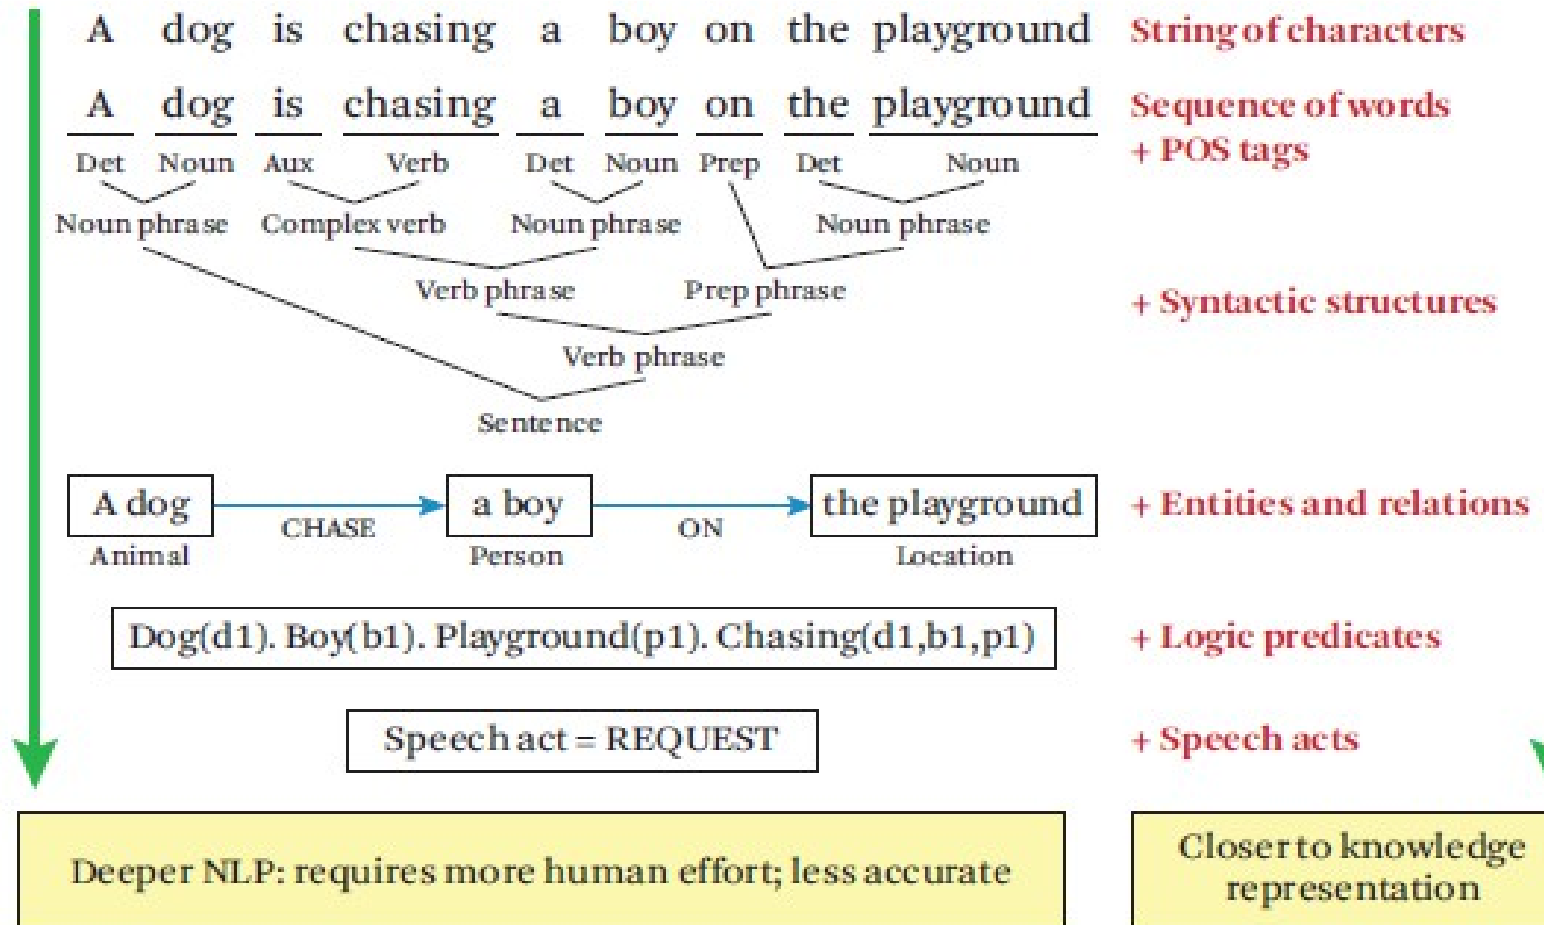 A dog is chasing a boy on the playground String of characters
A dog is chasing a boy on the playground Sequence of words
+ POS tags
Det Noun Aux Verb Det Noun Prep Det Noun
Noun phrase Complex verb Noun phrase Noun phrase
Verb phrase Prep phrase
+ Syntactic structures
Verb phrase
Sentence
A dog a boy the playground + Entities and relations
CHASE ON
Animal Person Location
Dog(d1). Boy(b1). Playground(p1). Chasing(d1,b1,p1) + Logic predicates
Speech act = REQUEST + Speech acts
Deeper NLP: requires more human effort; less accurate
Closer to knowledge
representation